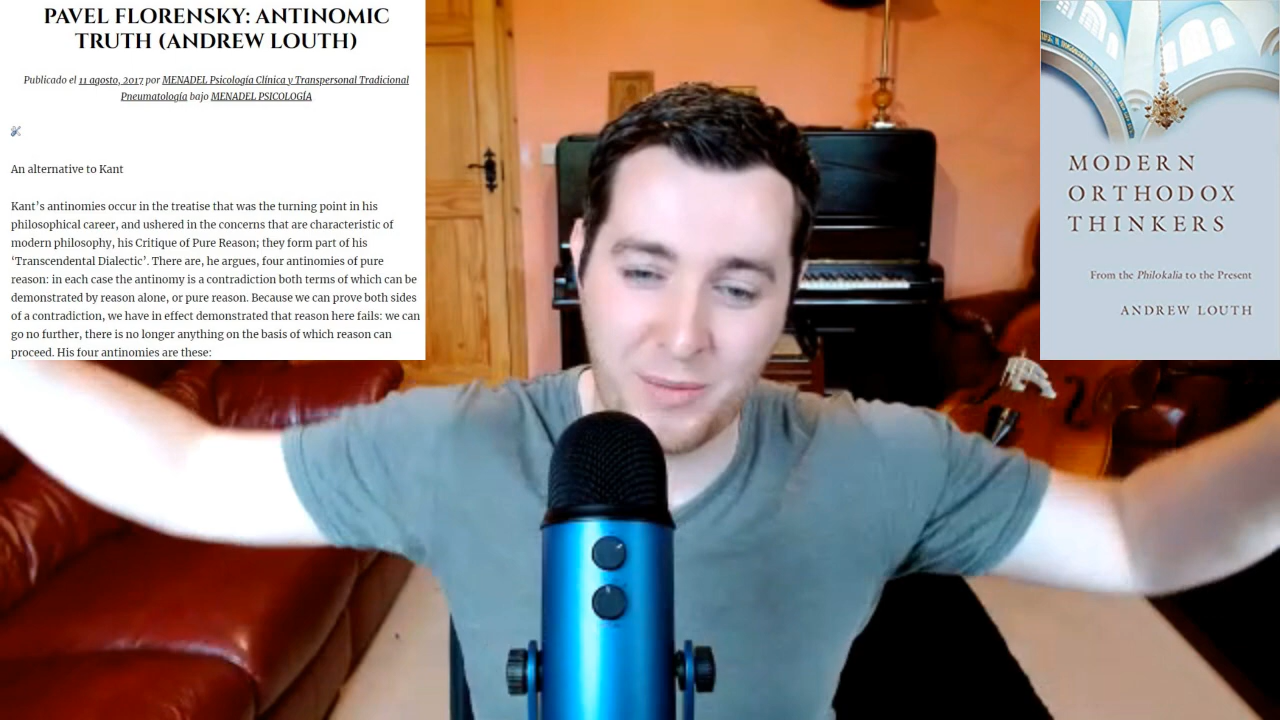 PAVEL FLORENSKY: ANTINOMIC
TRUTH (ANDREW LOUTH)
Publicado el 11 agosto, 2017 por MENADEL Psicología Clínica y Transpersonal Tradicional
Pneumatología bajo MENADEL PSICOLOGÍA
An alternative to Kant
Kant's antinomies occur in the treatise that was the turning point in his
philosophical career, and ushered in the concerns that are characteristic of
modern philosophy, his Critique of Pure Reason; they form part of his
'Transcendental Dialectic'. There are, he argues, four antinomies of pure
reason: in each case the antinomy is a contradiction both terms of which can be
demonstrated by reason alone, or pure reason. Because we can prove both sides
of a contradiction, we have in effect demonstrated that reason here fails: we can
go no further, there is no longer anything on the basis of which reason can
proceed. His four antinomies are these:
MODERN
ORTHODOX
THINKERS
From the Philokalia to the Present
ANDREW LOUTH